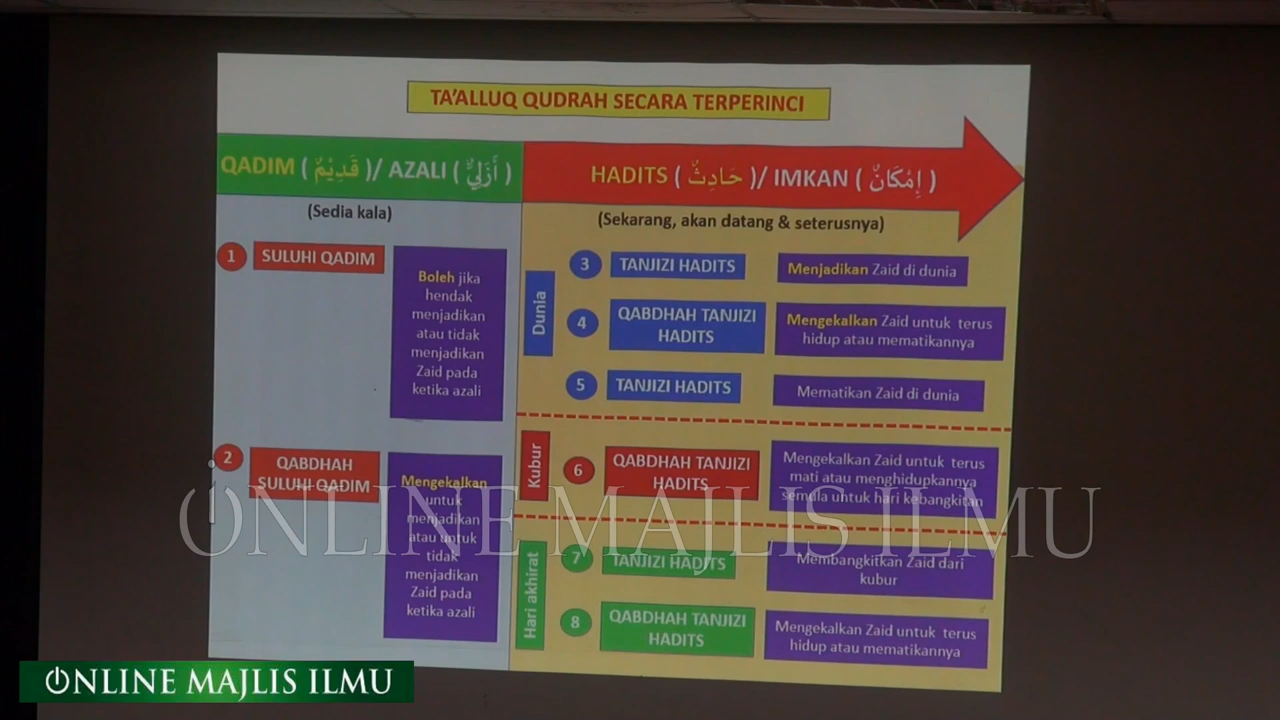 TA'ALLUQ QUDRAH SECARA TERPERINCI
QADIM ( قَدِيْمٌ )/ AZALI ( أَزَلِيٌّ )
HADITS ( حَادِثٌ )/ IMKAN ( إِمْكَانٌ )
(Sedia kala)
(Sekarang, akan datang & seterusnya)
1
SULUHI QADIM
Boleh jika
hendak
menjadikan
atau tidak
menjadikan
Zaid pada
ketika azali
2
QABDHAH
SULUHI QADIM
Mengekalkan
untuk
menjadikan
atau untuk
tidak
menjadikan
Zaid pada
ketika azali
Dunia
3
TANJIZI HADITS
Menjadikan Zaid di dunia
4
QABDHAH TANJIZI
HADITS
Mengekalkan Zaid untuk terus
hidup atau mematikannya
5
TANJIZI HADITS
Mematikan Zaid di dunia
Kubur
6
QABDHAH TANJIZI
HADITS
Mengekalkan Zaid untuk terus
mati atau menghidupkannya
semula untuk hari kebangkitan
Hari akhirat
7
TANJIZI HADITS
Membangkitkan Zaid dari
kubur
8
QABDHAH TANJIZI
HADITS
Mengekalkan Zaid untuk terus
hidup atau mematikannya
ONLINE MAJLIS ILMU
ONLINE MAJLIS ILMU